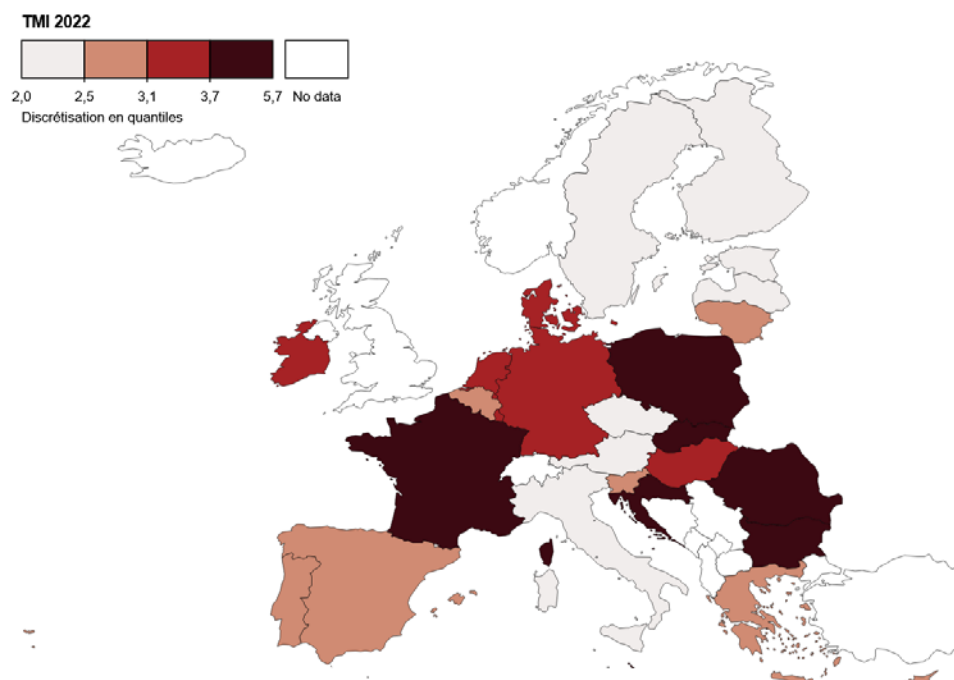 TMI 2022
2,0 2,5 3,1 3,7 5,7 No data
Discrétisation en quantiles